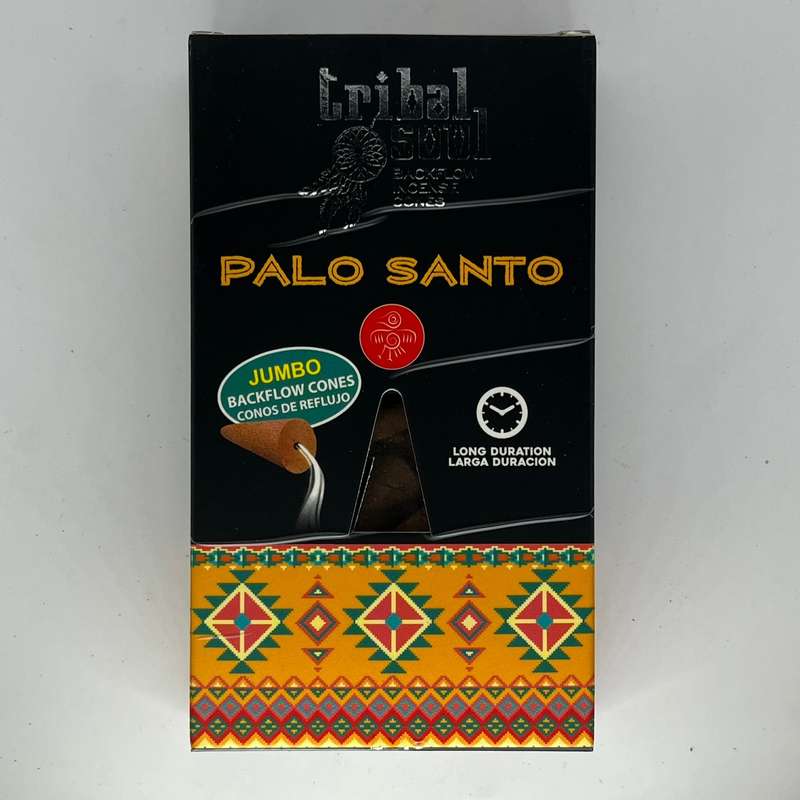 tribal
soul
BACKFLOW
INCENSE
CONES
PALO SANTO
JUMBO
BACKFLOW CONES
CONOS DE REFLUJO
LONG DURATION
LARGA DURACION